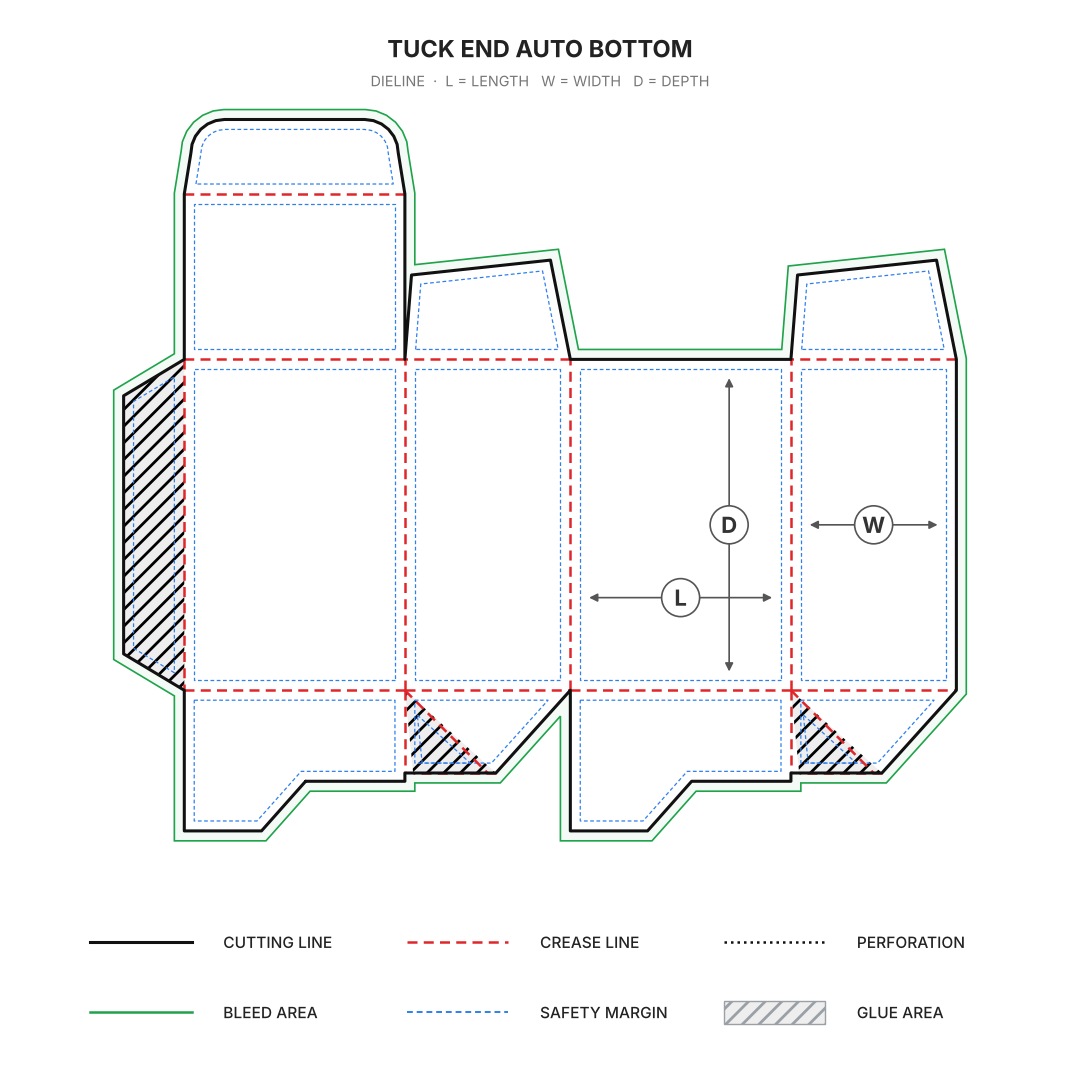 TUCK END AUTO BOTTOM
DIELINE · L = LENGTH W = WIDTH D = DEPTH
D
W
L
CUTTING LINE
CREASE LINE
PERFORATION
BLEED AREA
SAFETY MARGIN
GLUE AREA